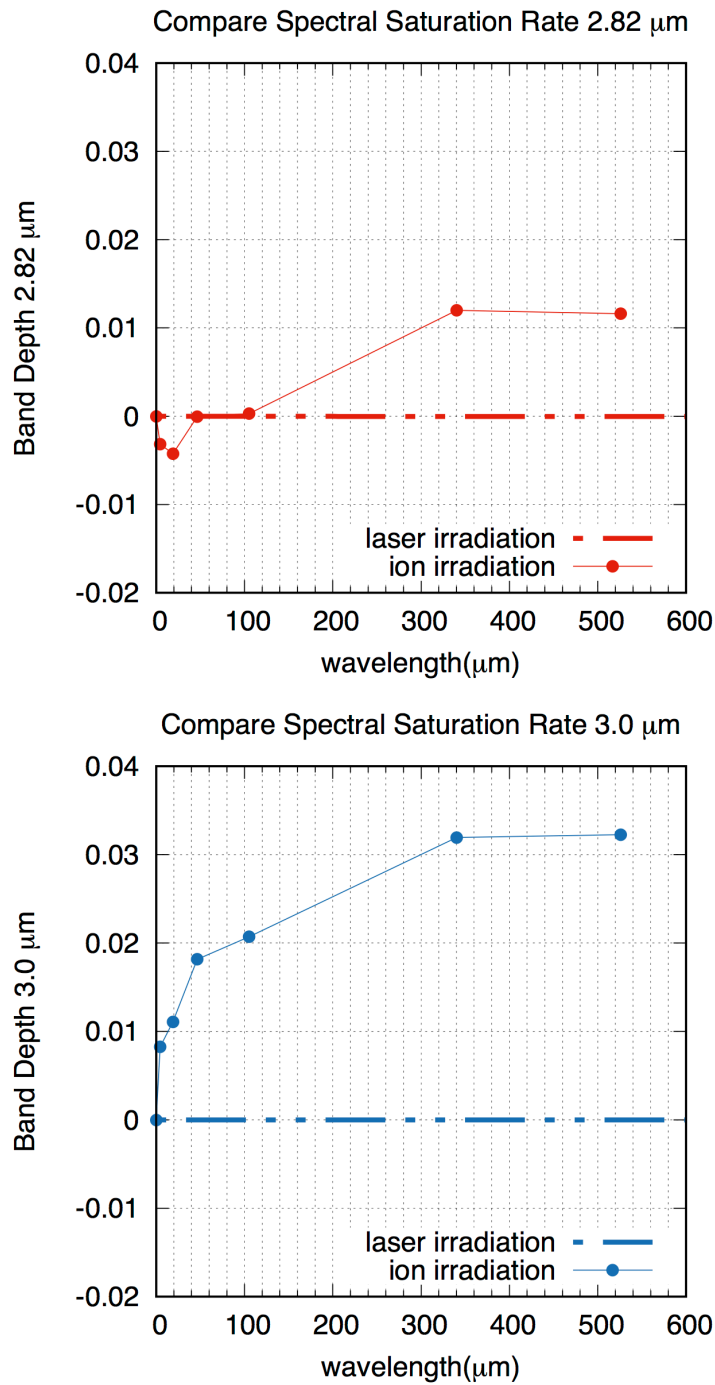 Compare Spectral Saturation Rate 2.82 μm
0.04
0.03
0.02
0.01
0
-0.01
-0.02
Band Depth 2.82 μm
laser irradiation
ion irradiation
0 100 200 300 400 500 600
wavelength(μm)
Compare Spectral Saturation Rate 3.0 μm
0.04
0.03
0.02
0.01
0
-0.01
-0.02
Band Depth 3.0 μm
laser irradiation
ion irradiation
0 100 200 300 400 500 600
wavelength(μm)